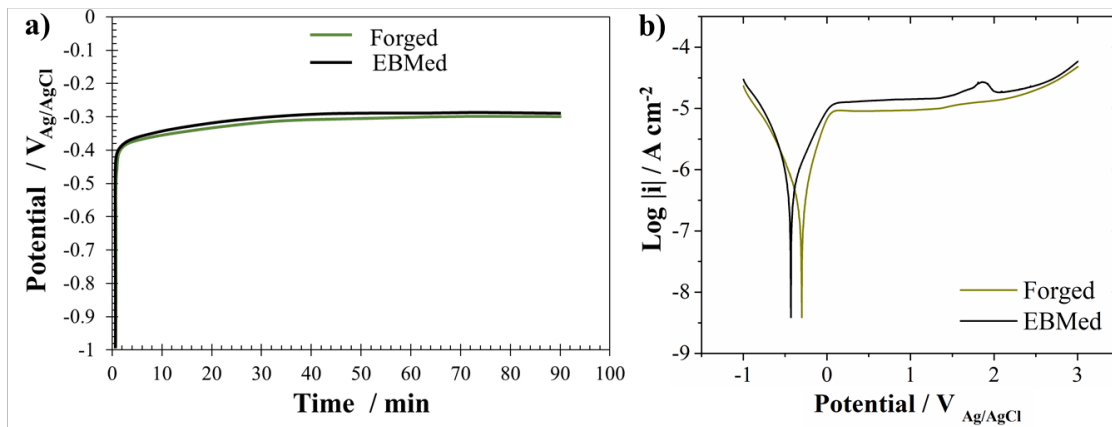 a)
Forged
EBMed
0
-0.1
-0.2
-0.3
-0.4
-0.5
-0.6
-0.7
-0.8
-0.9
-1
Potential / V Ag/AgCl
0 10 20 30 40 50 60 70 80 90 100
Time / min
b)
-4
-5
-6
-7
-8
-9
Log |i| / A cm-2
Forged
EBMed
-1 0 1 2 3
Potential / V Ag/AgCl